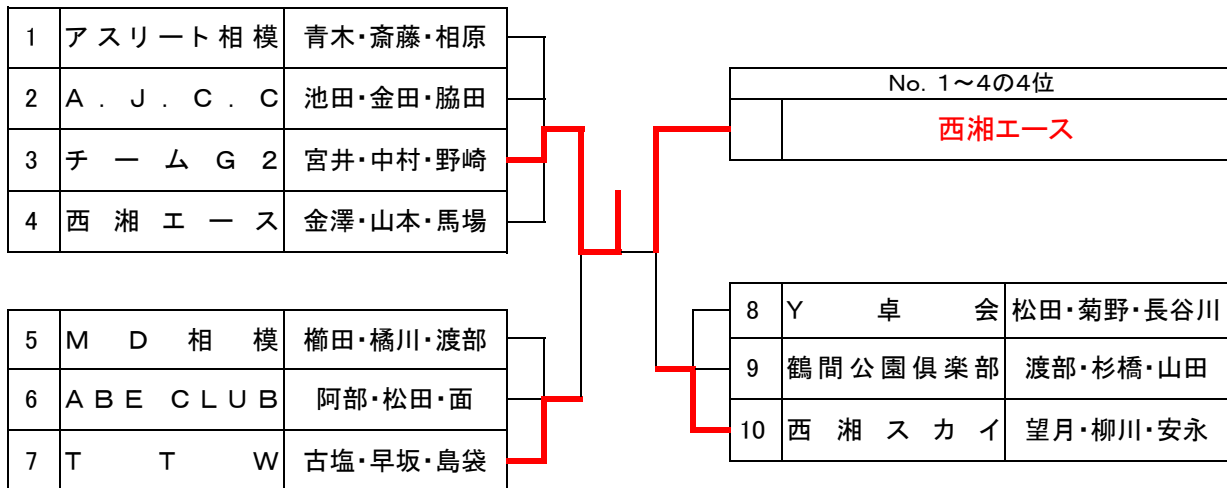 1 アスリート相模 青木・斎藤・相原
2 A.J.C.C 池田・金田・脇田
3 チームG2 宮井・中村・野崎
4 西湘エース 金澤・山本・馬場
No. 1～4の4位
西湘エース
5 MD相模 櫛田・橘川・渡部
6 ABE CLUB 阿部・松田・面
7 TTW 古塩・早坂・島袋
8 Y卓会 松田・菊野・長谷川
9 鶴間公園倶楽部 渡部・杉橋・山田
10 西湘スカイ 望月・柳川・安永